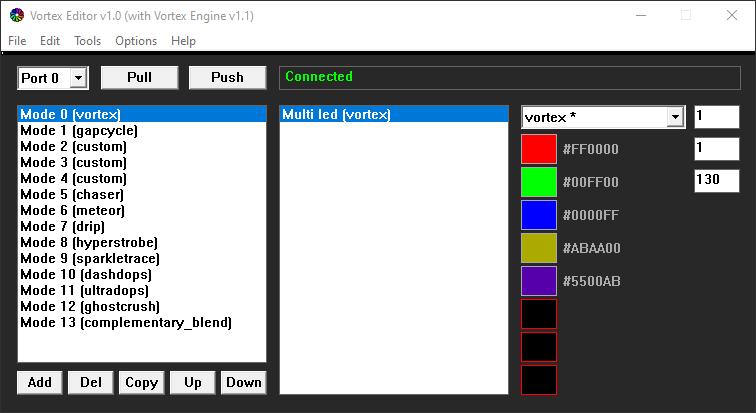 Vortex Editor v1.0 (with Vortex Engine v1.1)
File Edit Tools Options Help
Port 0 Pull Push Connected
Mode 0 (vortex)
Mode 1 (gapcycle)
Mode 2 (custom)
Mode 3 (custom)
Mode 4 (custom)
Mode 5 (chaser)
Mode 6 (meteor)
Mode 7 (drip)
Mode 8 (hyperstrobe)
Mode 9 (sparkletrace)
Mode 10 (dashdops)
Mode 11 (ultradops)
Mode 12 (ghostcrush)
Mode 13 (complementary_blend)
Add Del Copy Up Down
Multi led (vortex)
vortex *
#FF0000
#00FF00
#0000FF
#ABAA00
#5500AB
1
1
130